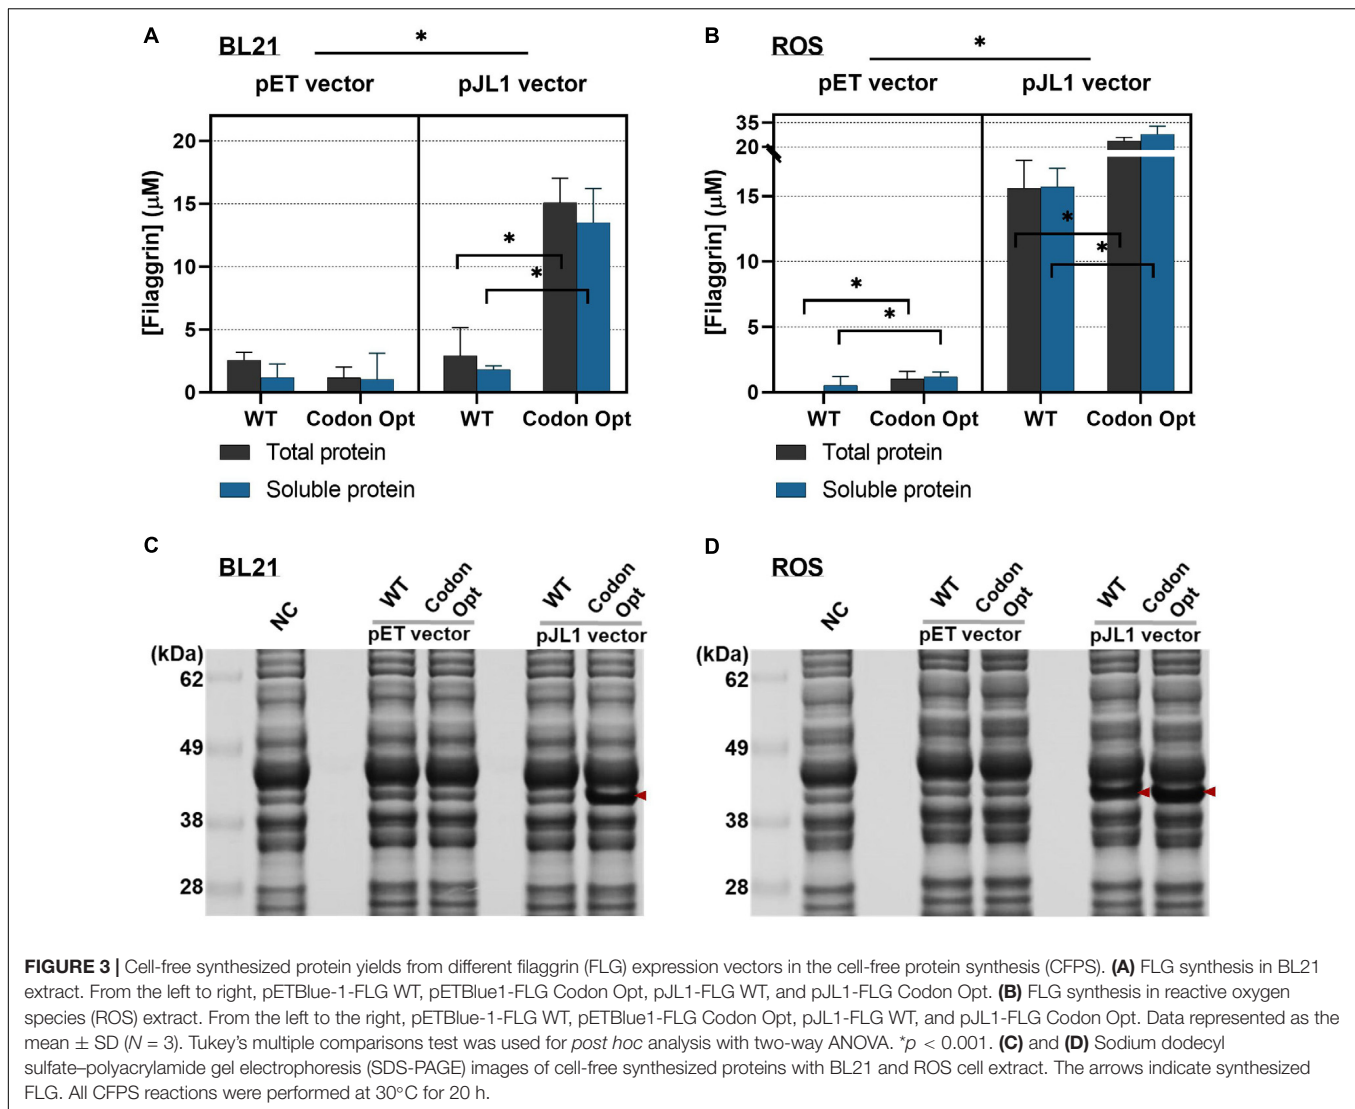 A
BL21
*
pET vector
pJL1 vector
[Filaggrin] (μM)
20
15
10
5
0
*
*
WT
Codon Opt
WT
Codon Opt
Total protein
Soluble protein
B
ROS
*
pET vector
pJL1 vector
[Filaggrin] (μM)
35
20
15
10
5
0
*
*
*
*
WT
Codon Opt
WT
Codon Opt
Total protein
Soluble protein
C
BL21
NC
WT
Codon
Opt
WT
Codon
Opt
pET vector
pJL1 vector
(kDa)
62
49
38
28
D
ROS
NC
WT
Codon
Opt
WT
Codon
Opt
pET vector
pJL1 vector
(kDa)
62
49
38
28
FIGURE 3 | Cell-free synthesized protein yields from different filaggrin (FLG) expression vectors in the cell-free protein synthesis (CFPS). (A) FLG synthesis in BL21
extract. From the left to right, pETBlue-1-FLG WT, pETBlue1-FLG Codon Opt, pJL1-FLG WT, and pJL1-FLG Codon Opt. (B) FLG synthesis in reactive oxygen
species (ROS) extract. From the left to the right, pETBlue-1-FLG WT, pETBlue1-FLG Codon Opt, pJL1-FLG WT, and pJL1-FLG Codon Opt. Data represented as the
mean ± SD (N = 3). Tukey's multiple comparisons test was used for post hoc analysis with two-way ANOVA. *p < 0.001. (C) and (D) Sodium dodecyl
sulfate–polyacrylamide gel electrophoresis (SDS-PAGE) images of cell-free synthesized proteins with BL21 and ROS cell extract. The arrows indicate synthesized
FLG. All CFPS reactions were performed at 30°C for 20 h.